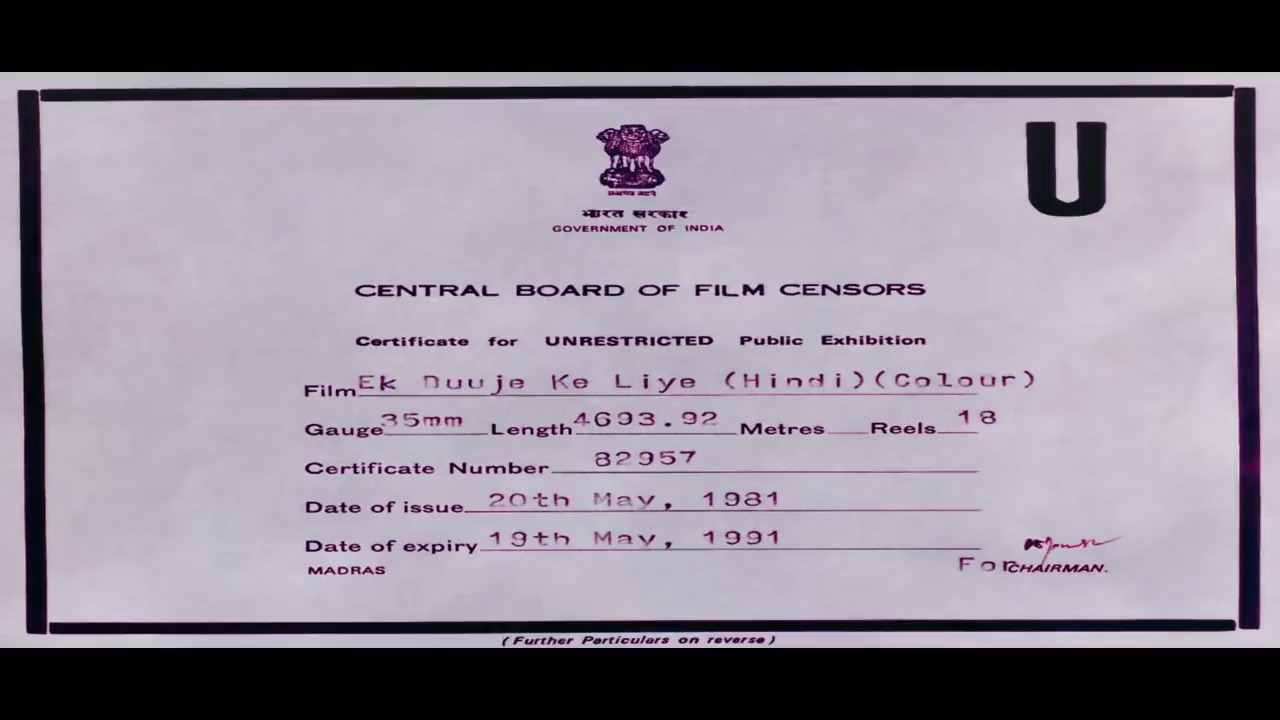 भारत सरकार
GOVERNMENT OF INDIA
U
CENTRAL BOARD OF FILM CENSORS
Certificate for UNRESTRICTED Public Exhibition
Film Ek Duuje Ke Liye (Hindi)(Colour)
Gauge 35mm Length 4693.92 Metres Reels 18
Certificate Number 82957
Date of issue 20th May, 1981
Date of expiry 19th May, 1991
MADRAS
For CHAIRMAN.
(Further Particulars on reverse)